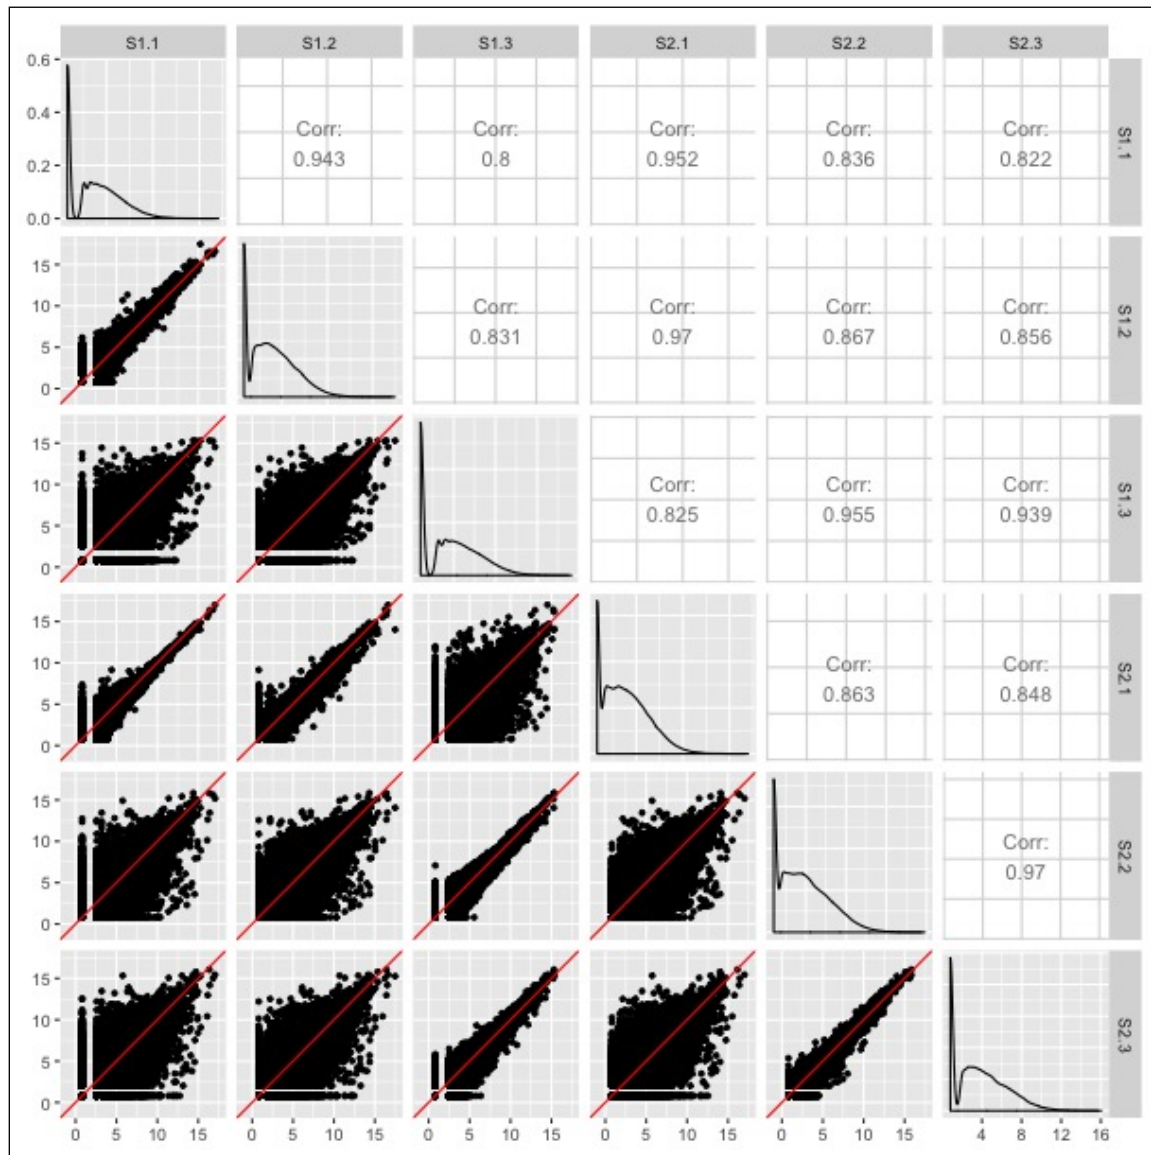 S1.1 S1.2 S1.3 S2.1 S2.2 S2.3
0.6
0.4
0.2
0.0
Corr:
0.943
Corr:
0.8
Corr:
0.952
Corr:
0.836
Corr:
0.822
S1.1
15
10
5
0
Corr:
0.831
Corr:
0.97
Corr:
0.867
Corr:
0.856
S1.2
15
10
5
0
Corr:
0.825
Corr:
0.955
Corr:
0.939
S1.3
15
10
5
0
Corr:
0.863
Corr:
0.848
S2.1
15
10
5
0
Corr:
0.97
S2.2
15
10
5
0
S2.3
0 5 10 15 0 5 10 15 0 5 10 15 0 5 10 15 0 5 10 15 4 8 12 16